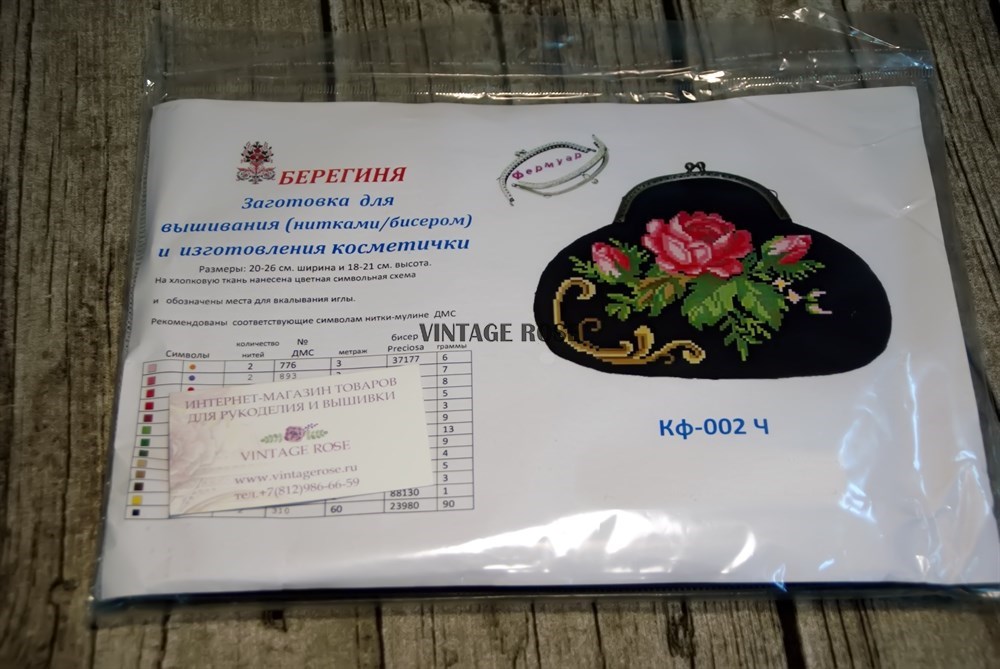 БЕРЕГИНЯ
Заготовка для
вышивания (нитками/бисером)
и изготовления косметички
Размеры: 20-26 см. ширина и 18-21 см. высота.
На хлопковую ткань нанесена цветная символьная схема
и обозначены места для вкалывания иглы.
Рекомендованы соответствующие символам нитки-мулине ДМС
Символы количество нитей № ДМС метраж бисер Preciosa граммы
2 776 3 37177 6
2 893 7
8
5
3
9
13
9
4
5
3
88130 1
2 310 60 23980 90
ИНТЕРНЕТ-МАГАЗИН ТОВАРОВ
ДЛЯ РУКОДЕЛИЯ И ВЫШИВКИ
VINTAGE ROSE
www.vintagerose.ru
тел.+7(812)986-66-59
Фермуар
VINTAGE ROSE
Кф-002 Ч